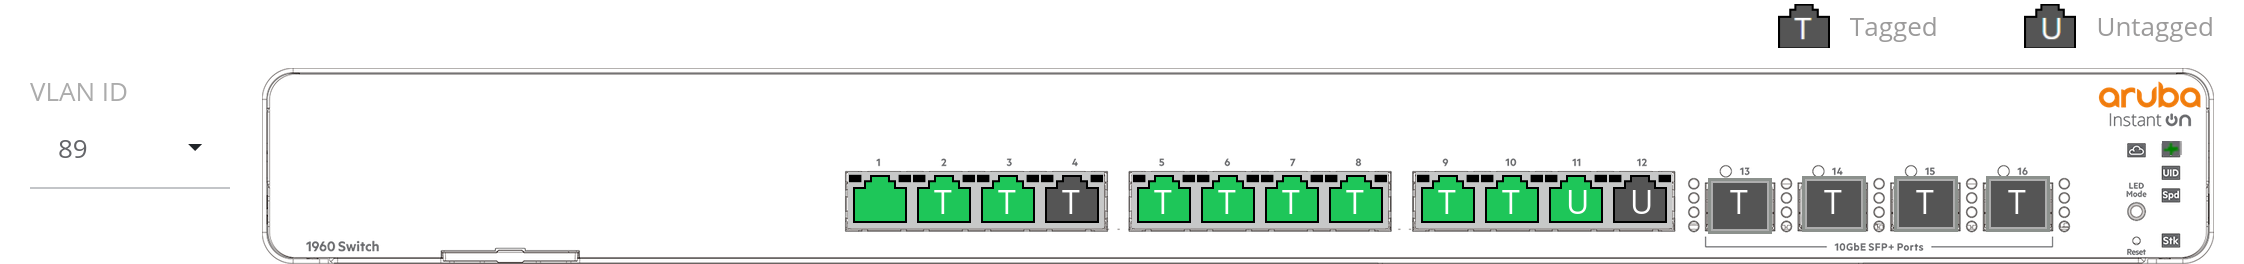 T Tagged U Untagged
VLAN ID
89
aruba
Instant On
1 2 3 4 5 6 7 8 9 10 11 12 13 14 15 16
T T T T T T T T T U U T T T T
UID
LED
Mode
Spd
1960 Switch
10GbE SFP+ Ports
Stk
Reset